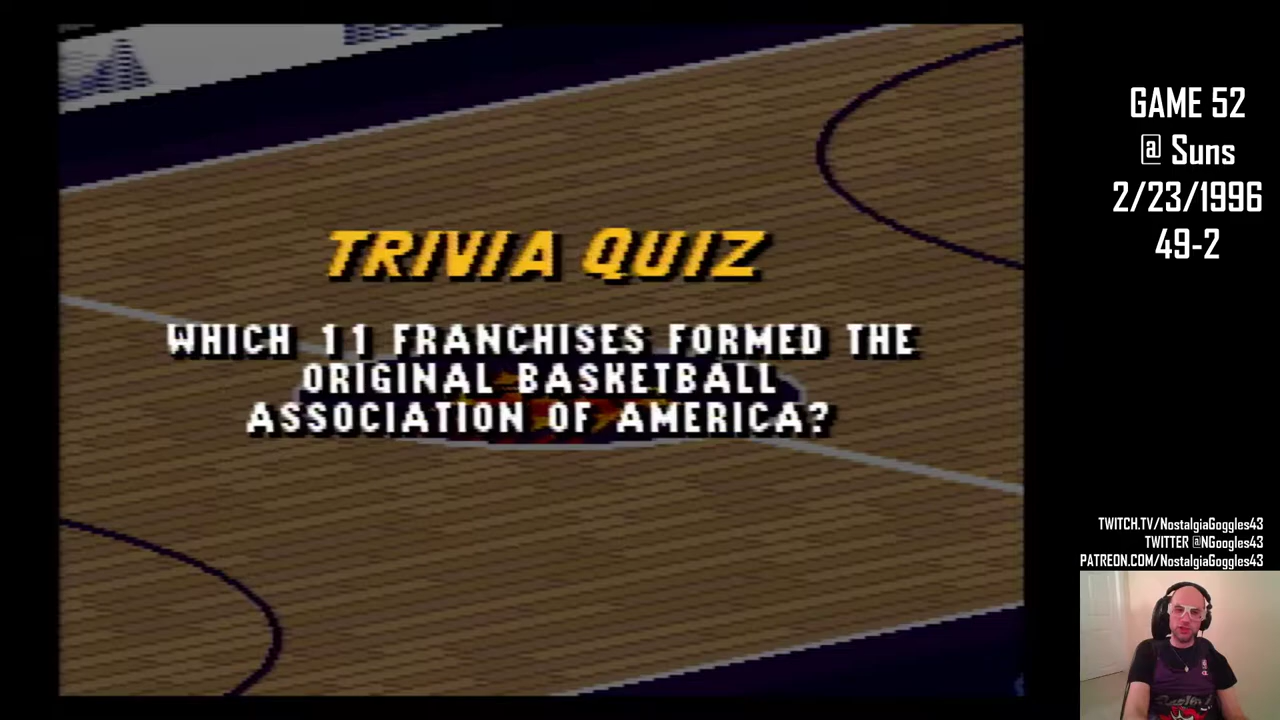 TRIVIA QUIZ
WHICH 11 FRANCHISES FORMED THE
ORIGINAL BASKETBALL
ASSOCIATION OF AMERICA?
GAME 52
@ Suns
2/23/1996
49-2
TWITCH.TV/NostalgiaGoggles43
TWITTER @NGoogles43
PATREON.COM/NostalgiaGoggles43